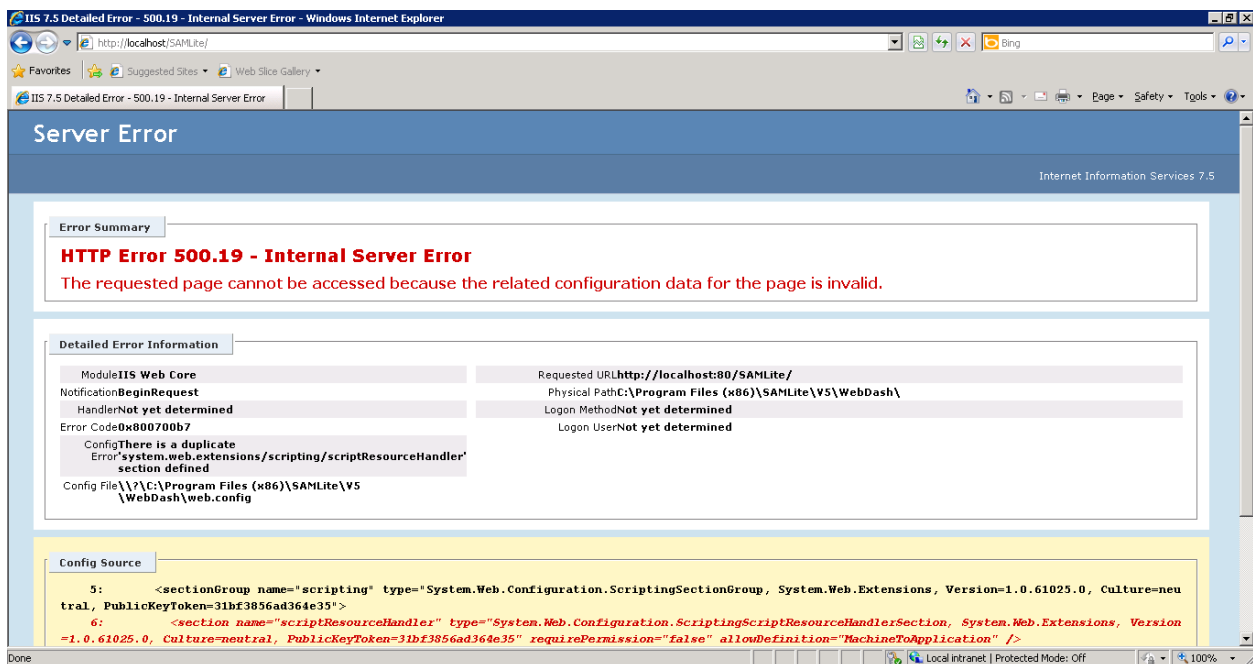 IIS 7.5 Detailed Error - 500.19 - Internal Server Error - Windows Internet Explorer
http://localhost/SAMLite/
Bing
Favorites Suggested Sites Web Slice Gallery
IIS 7.5 Detailed Error - 500.19 - Internal Server Error
Page Safety Tools
Server Error
Internet Information Services 7.5
Error Summary
HTTP Error 500.19 - Internal Server Error
The requested page cannot be accessed because the related configuration data for the page is invalid.
Detailed Error Information
Module IIS Web Core
Notification BeginRequest
Handler Not yet determined
Error Code 0x800700b7
Config There is a duplicate
Error 'system.web.extensions/scripting/scriptResourceHandler'
section defined
Config File \\?\C:\Program Files (x86)\SAMLite\V5
\WebDash\web.config
Requested URL http://localhost:80/SAMLite/
Physical Path C:\Program Files (x86)\SAMLite\V5\WebDash\
Logon Method Not yet determined
Logon User Not yet determined
Config Source
5: <sectionGroup name="scripting" type="System.Web.Configuration.ScriptingSectionGroup, System.Web.Extensions, Version=1.0.61025.0, Culture=neu
tral, PublicKeyToken=31bf3856ad364e35">
6: <section name="scriptResourceHandler" type="System.Web.Configuration.ScriptingScriptResourceHandlerSection, System.Web.Extensions, Version
=1.0.61025.0, Culture=neutral, PublicKeyToken=31bf3856ad364e35" requirePermission="false" allowDefinition="MachineToApplication" />
Done
Local intranet | Protected Mode: Off
100%